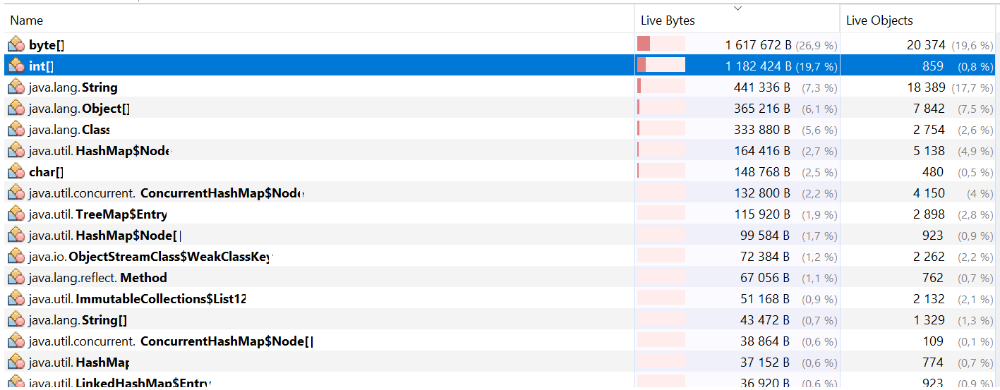 Name Live Bytes Live Objects
byte[] 1 617 672 B (26,9 %) 20 374 (19,6 %)
int[] 1 182 424 B (19,7 %) 859 (0,8 %)
java.lang.String 441 336 B (7,3 %) 18 389 (17,7 %)
java.lang.Object[] 365 216 B (6,1 %) 7 842 (7,5 %)
java.lang.Class 333 880 B (5,6 %) 2 754 (2,6 %)
java.util.HashMap$Node 164 416 B (2,7 %) 5 138 (4,9 %)
char[] 148 768 B (2,5 %) 480 (0,5 %)
java.util.concurrent.ConcurrentHashMap$Node 132 800 B (2,2 %) 4 150 (4 %)
java.util.TreeMap$Entry 115 920 B (1,9 %) 2 898 (2,8 %)
java.util.HashMap$Node[] 99 584 B (1,7 %) 923 (0,9 %)
java.io.ObjectStreamClass$WeakClassKey 72 384 B (1,2 %) 2 262 (2,2 %)
java.lang.reflect.Method 67 056 B (1,1 %) 762 (0,7 %)
java.util.ImmutableCollections$List12 51 168 B (0,9 %) 2 132 (2,1 %)
java.lang.String[] 43 472 B (0,7 %) 1 329 (1,3 %)
java.util.concurrent.ConcurrentHashMap$Node[] 38 864 B (0,6 %) 109 (0,1 %)
java.util.HashMap 37 152 B (0,6 %) 774 (0,7 %)
java.util.LinkedHashMap$Entry 36 920 B (0,6 %) 923 (0,9 %)